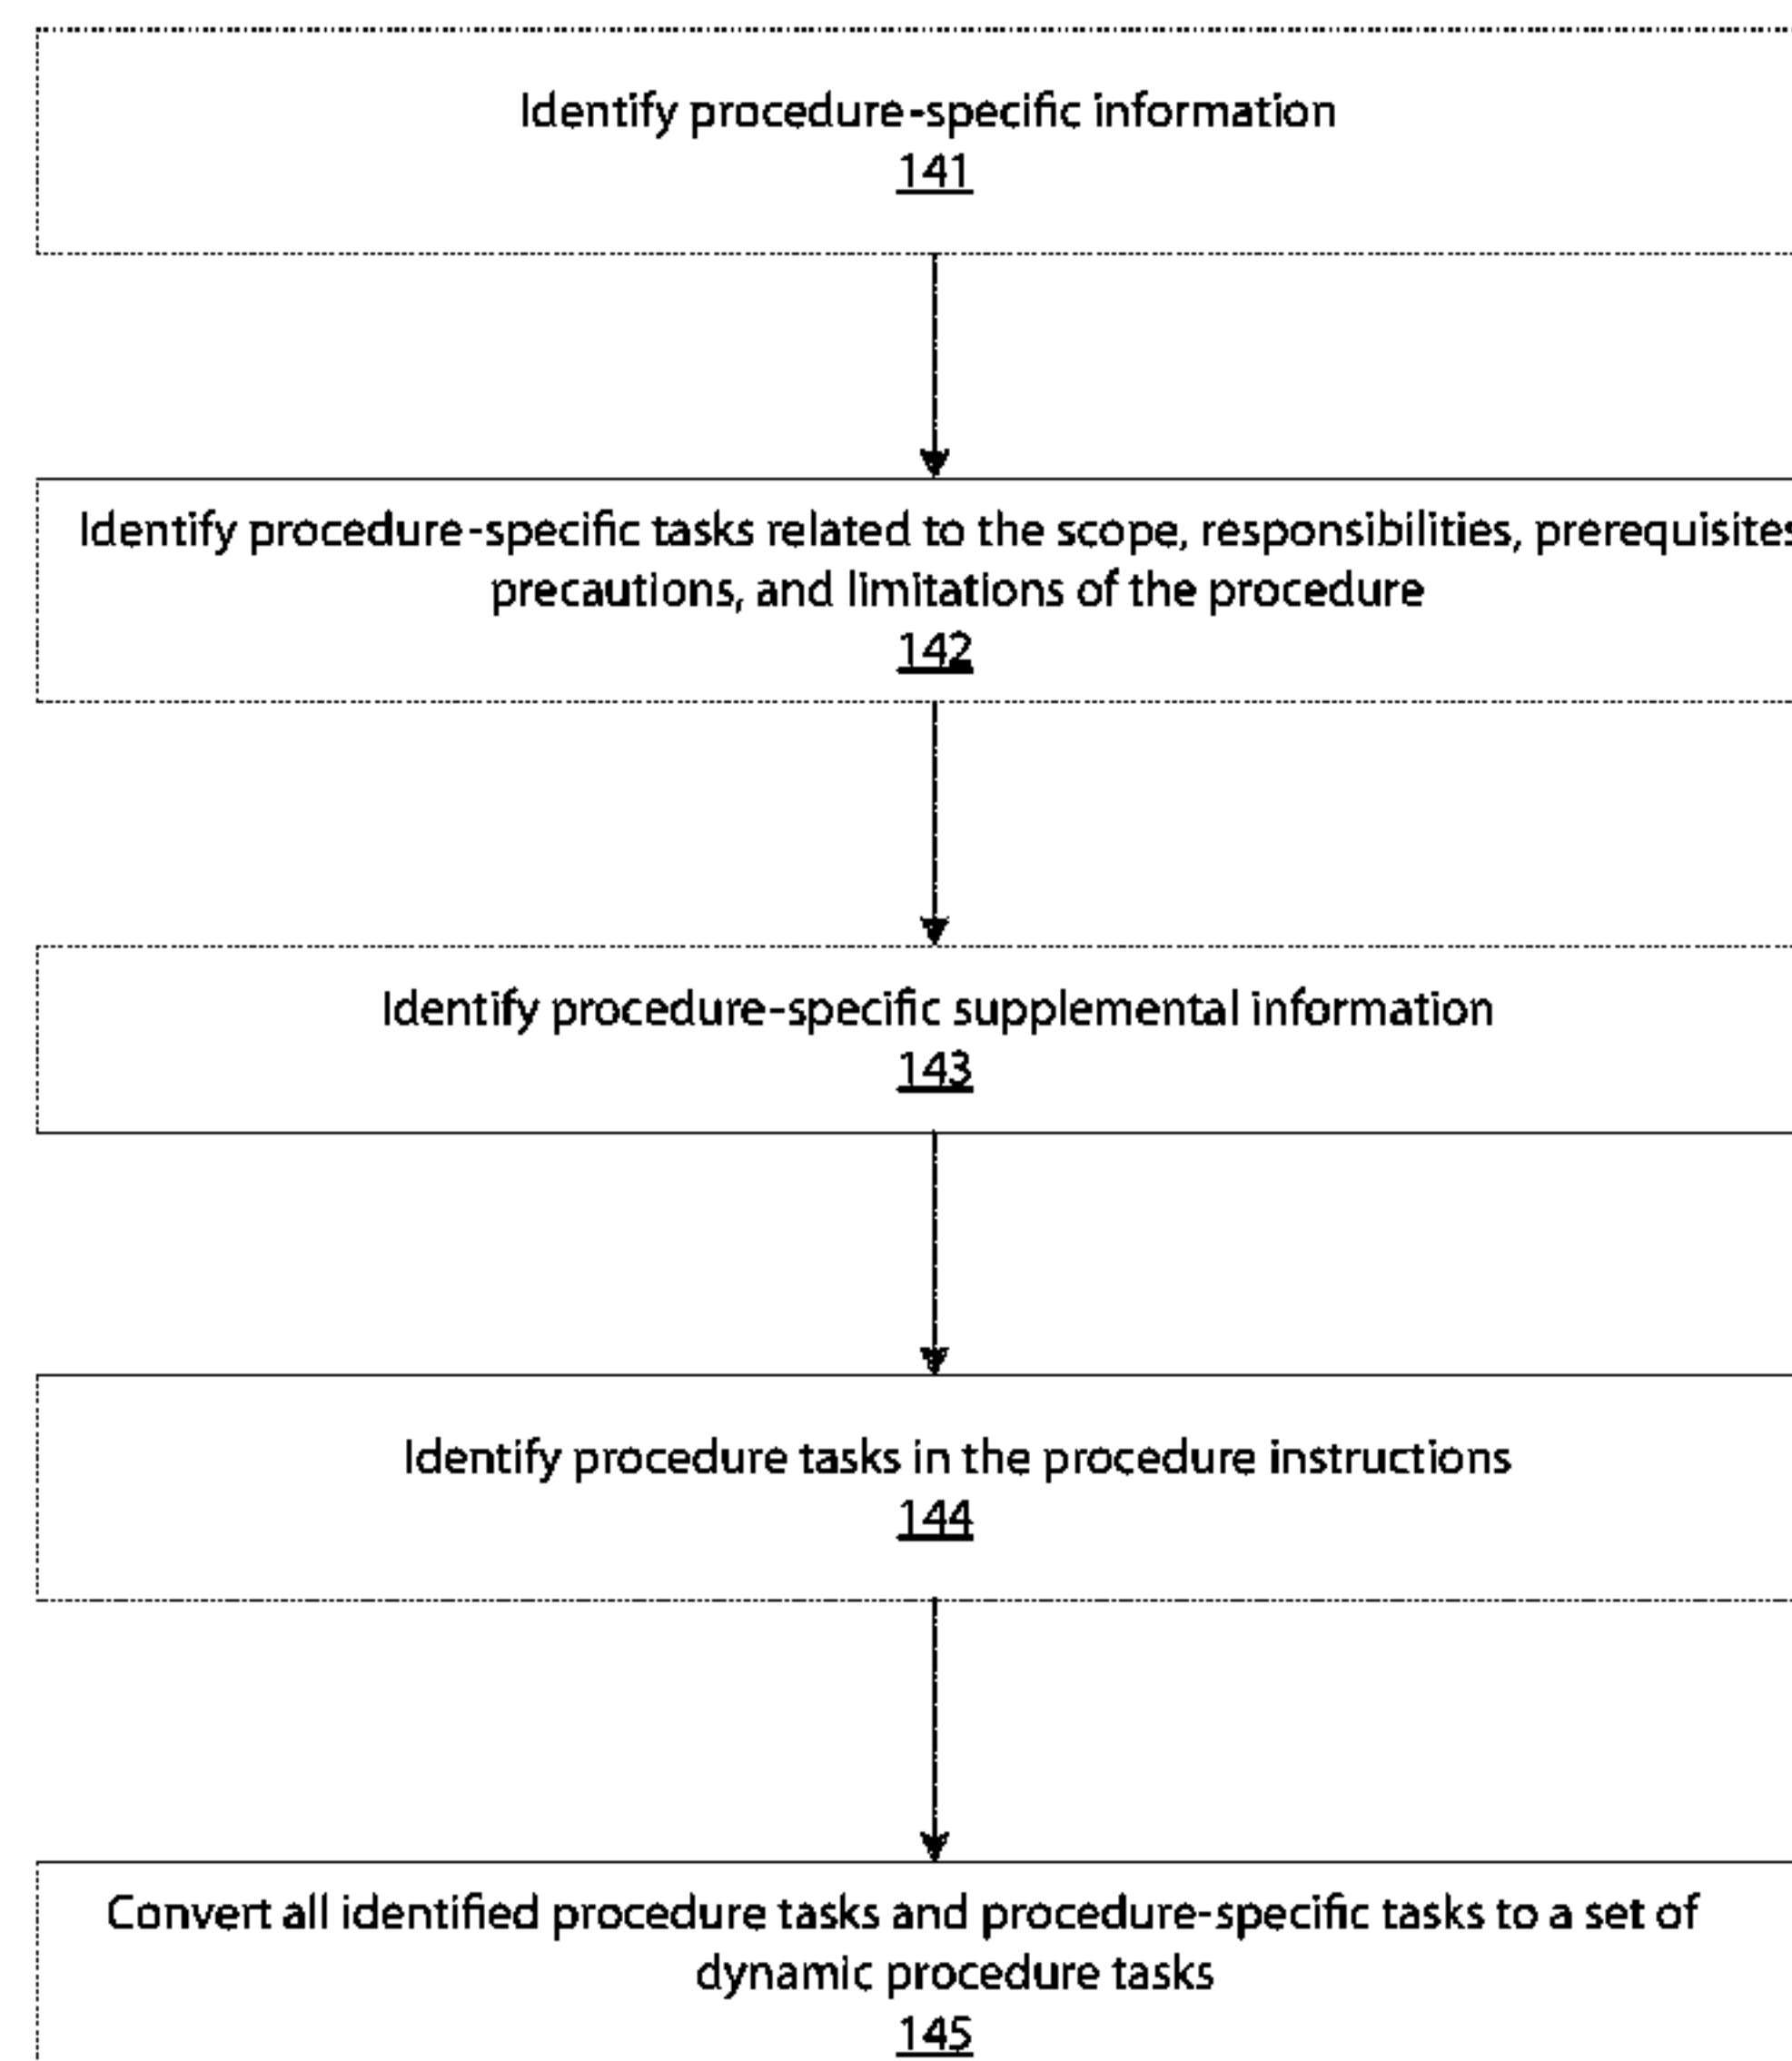 Identify procedure-specific information
141
Identify procedure-specific tasks related to the scope, responsibilities, prerequisites
precautions, and limitations of the procedure
142
Identify procedure-specific supplemental information
143
Identify procedure tasks in the procedure instructions
144
Convert all identified procedure tasks and procedure-specific tasks to a set of
dynamic procedure tasks
145